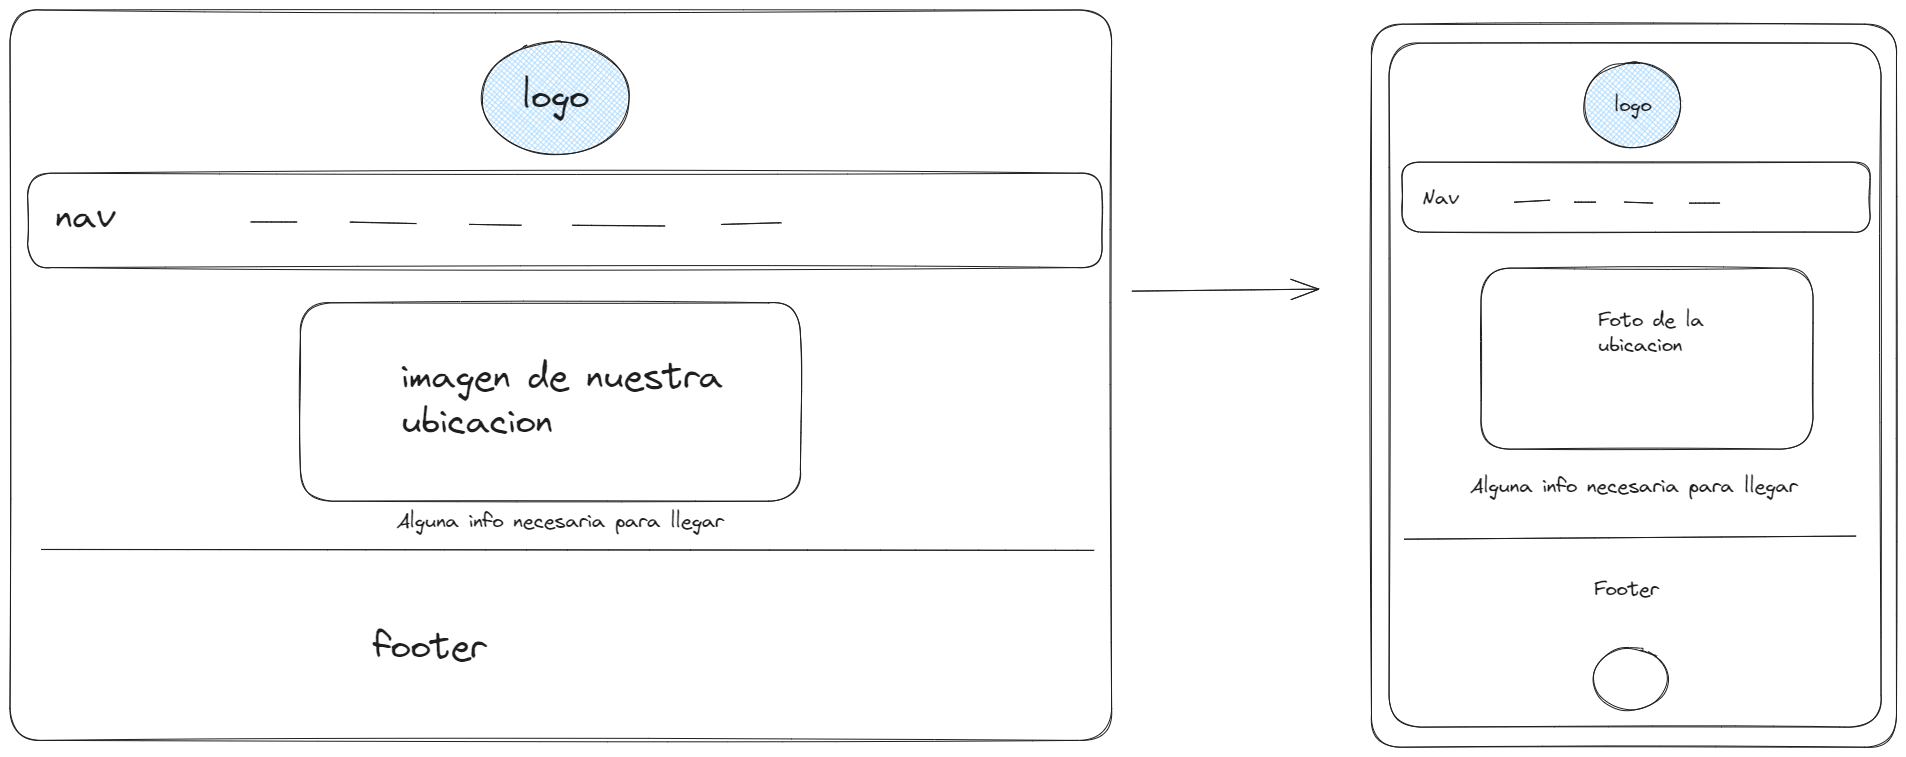 logo
nav
imagen de nuestra
ubicacion
Alguna info necesaria para llegar
footer
logo
Nav
Foto de la
ubicacion
Alguna info necesaria para llegar
Footer